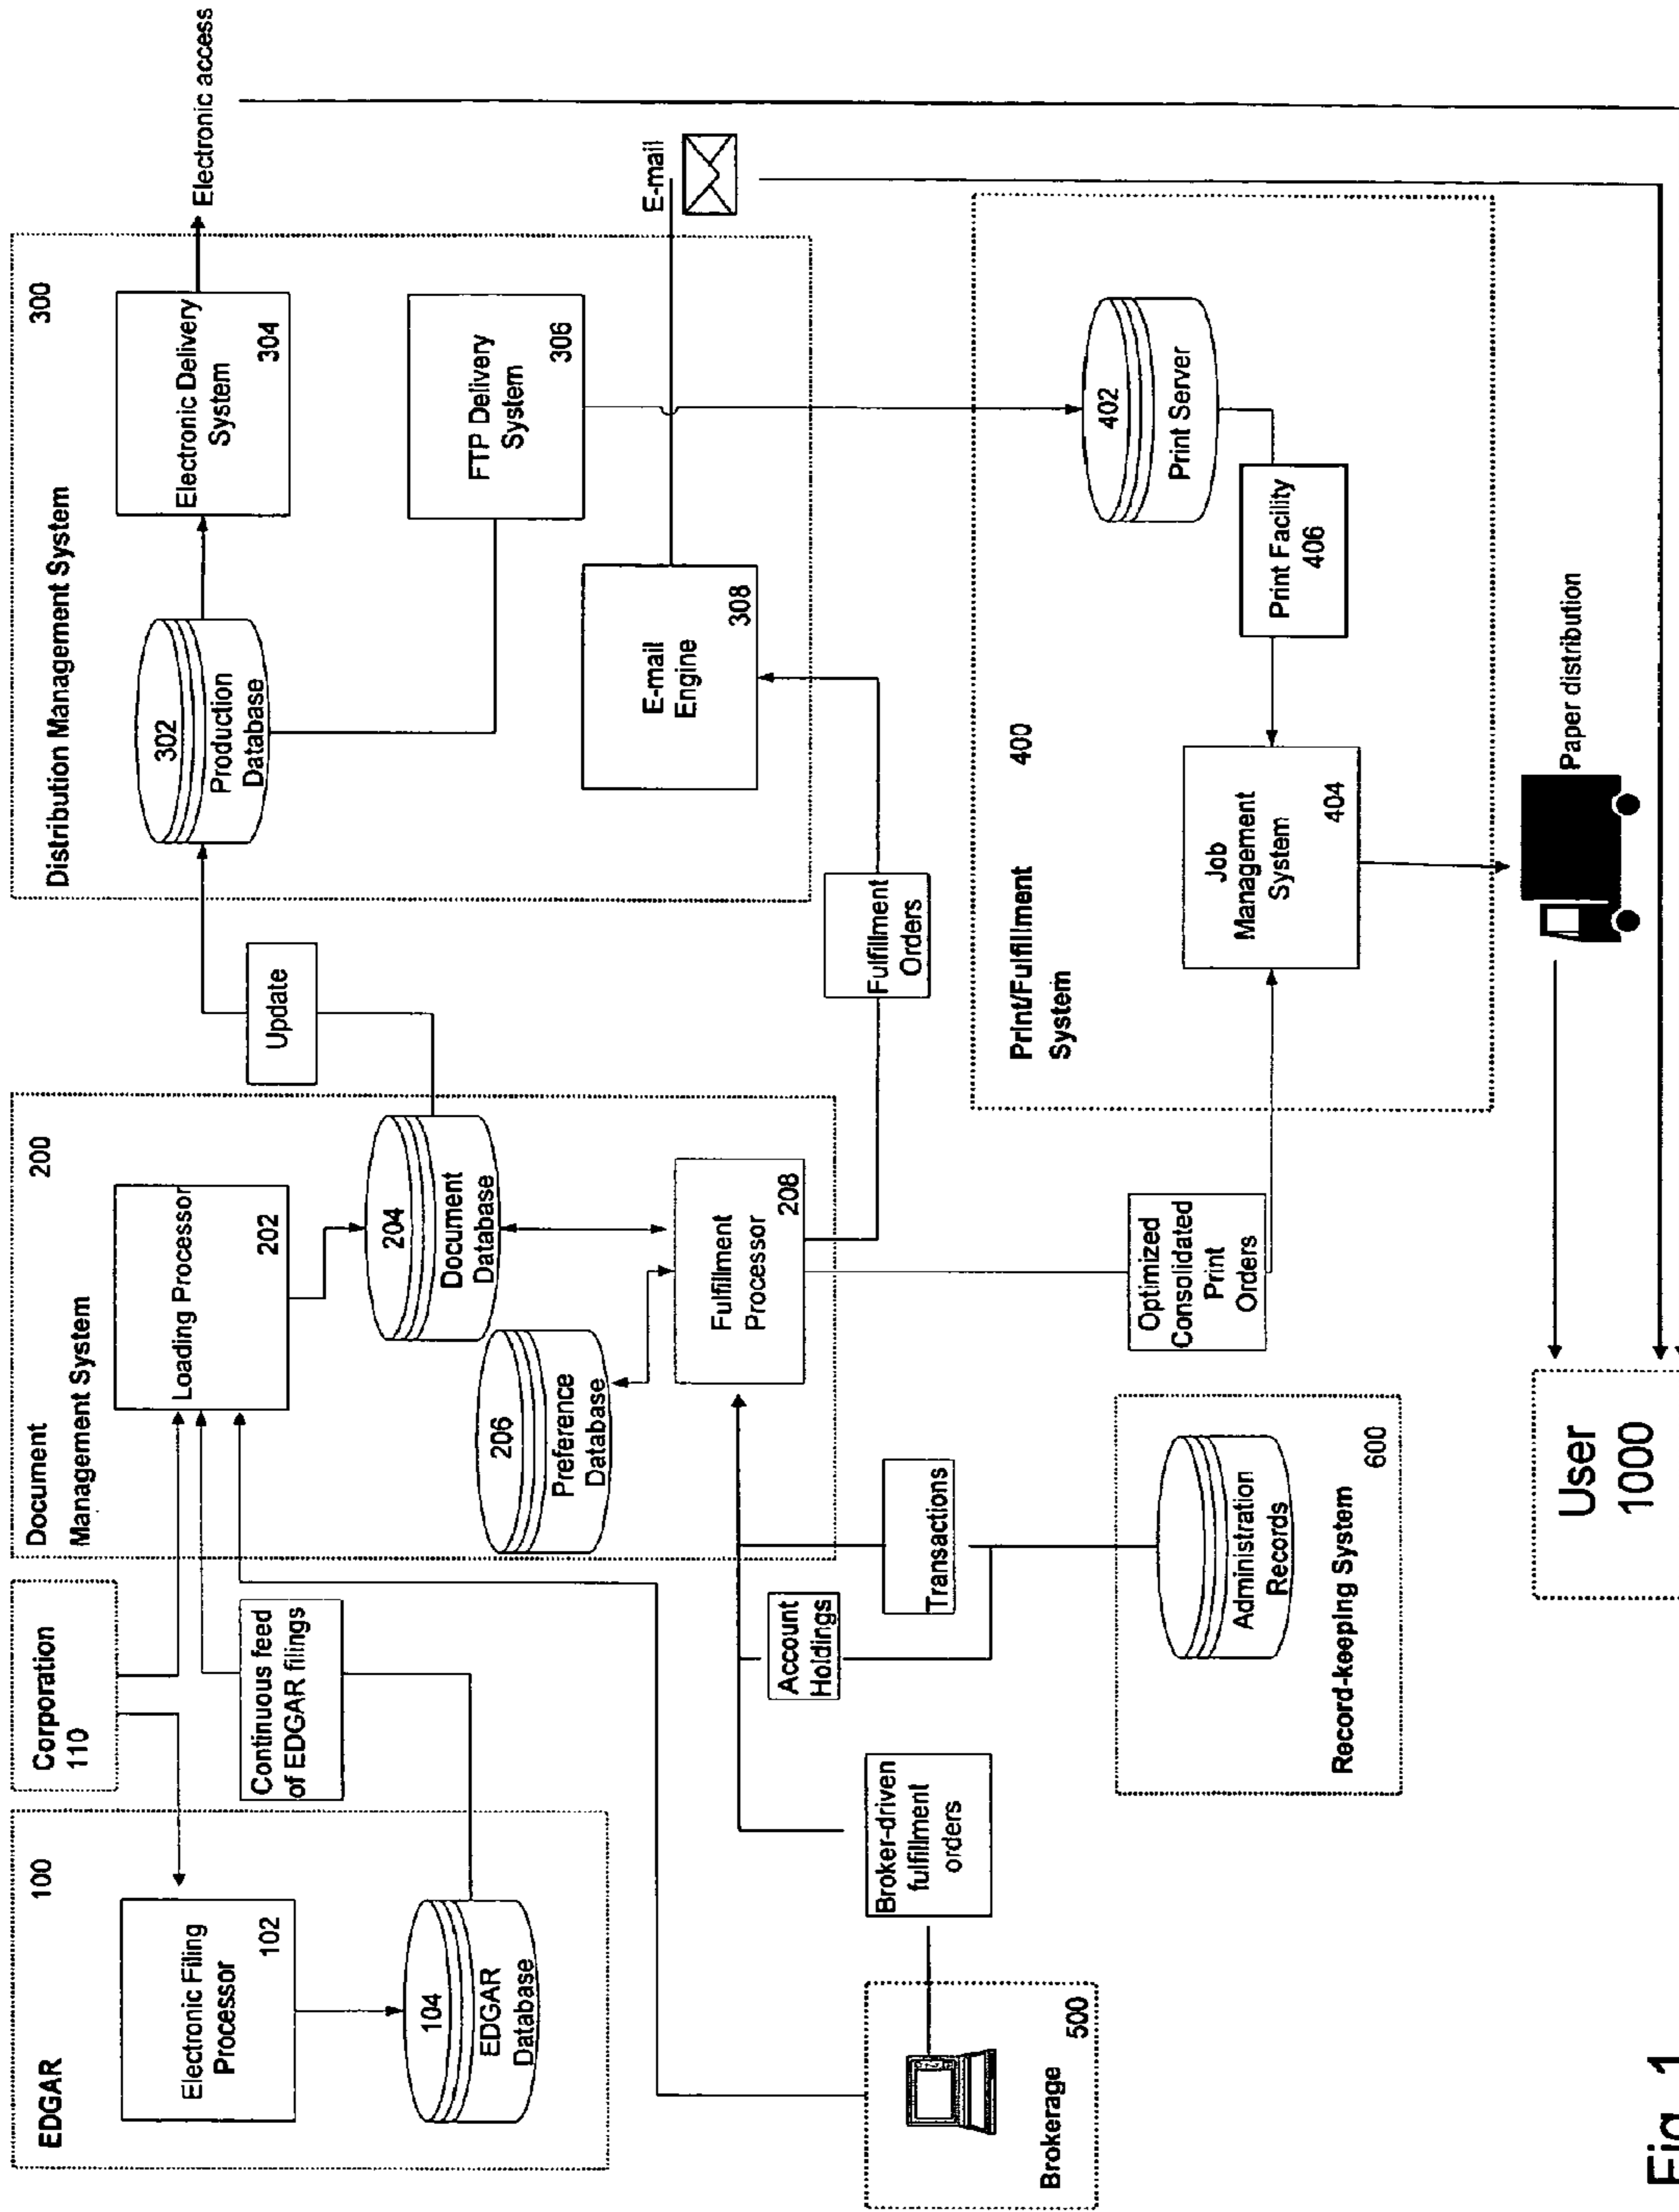 EDGAR
100
Electronic Filing
Processor
102
104
EDGAR
Database
Corporation
110
Continuous feed
of EDGAR filings
Document
200
Management System
Loading Processor
202
204
Document
Database
206
Preference
Database
Fulfillment
Processor
208
Update
Distribution Management System
300
302
Production
Database
Electronic Delivery
System
304
Electronic access
FTP Delivery
System
306
E-mail
Engine
308
E-mail
Fulfillment
Orders
Brokerage
500
Broker-driven
fulfillment
orders
Account
Holdings
Transactions
Administration
Records
Record-keeping System
600
Optimized
Consolidated
Print
Orders
Print/Fulfillment
System
400
402
Print Server
Print Facility
406
Job
Management
System
404
Paper distribution
User
1000
Fig. 1